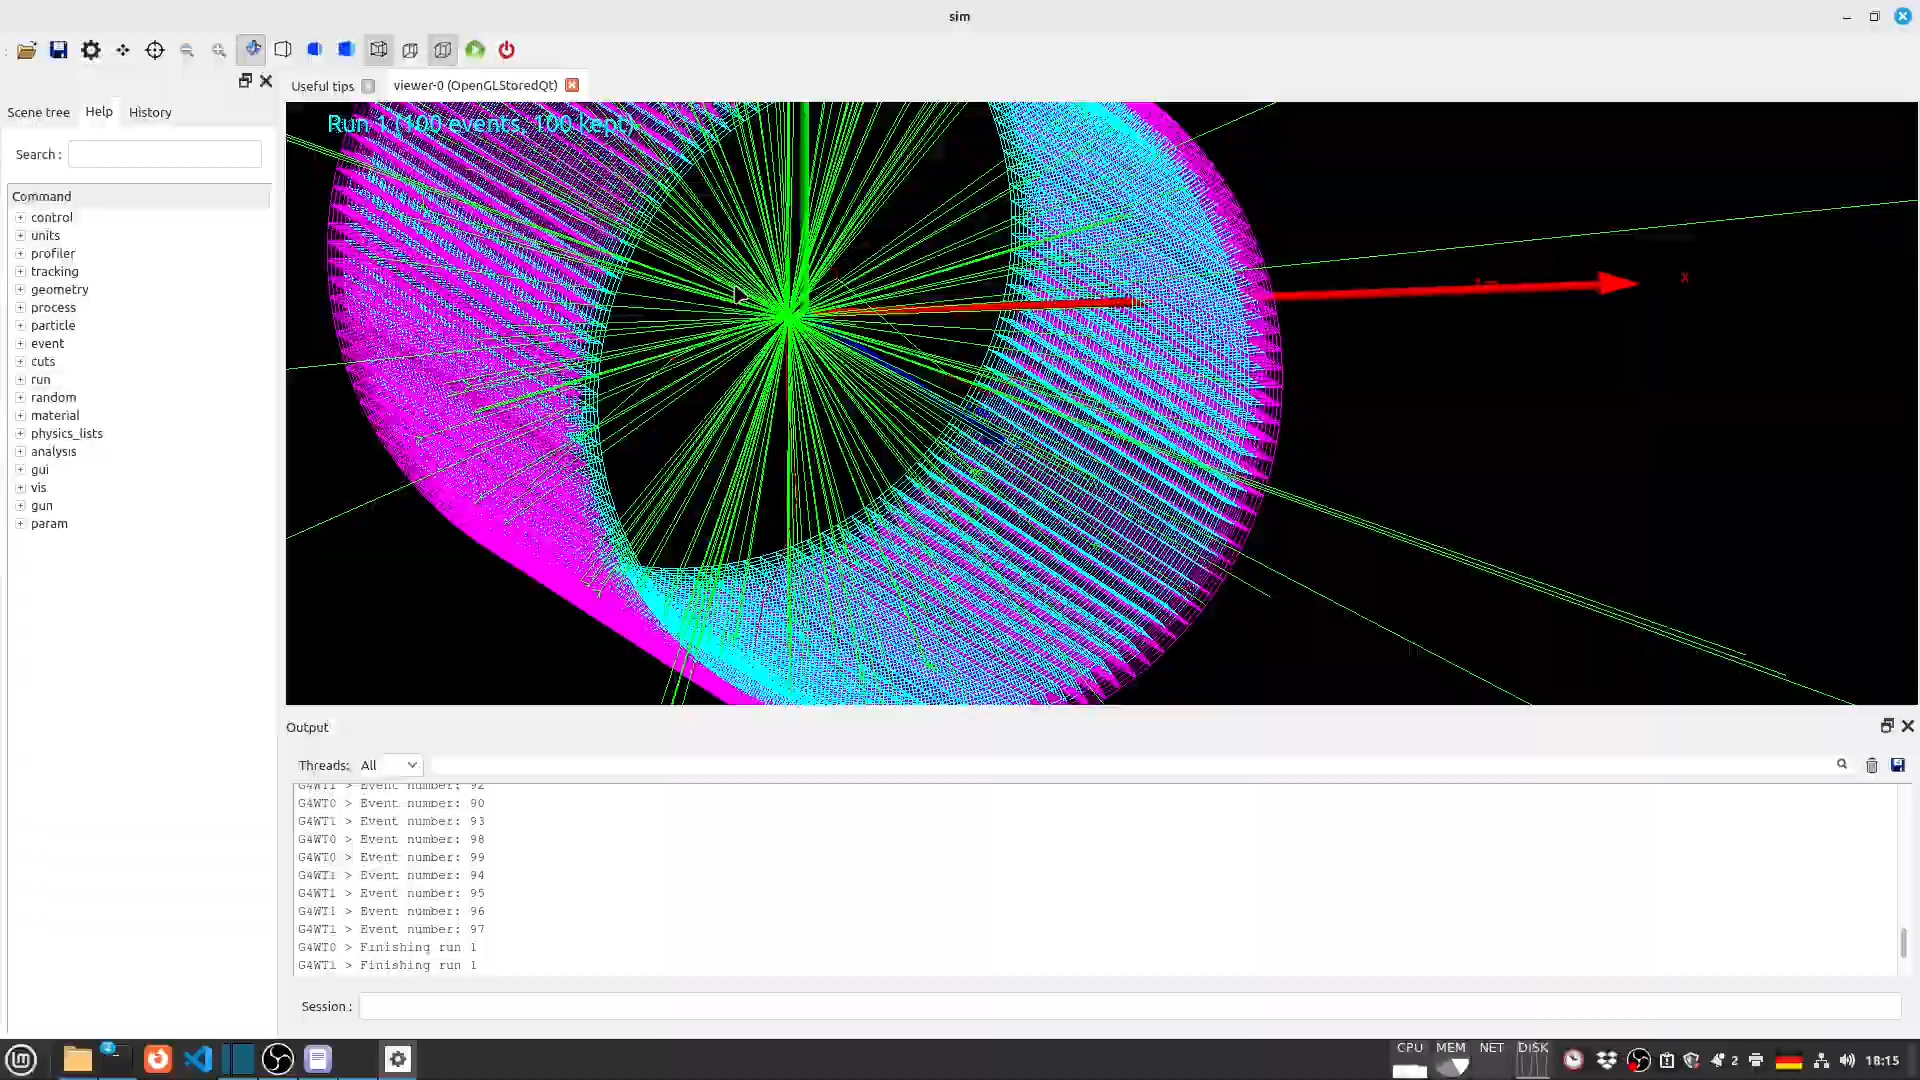 sim
Useful tips
viewer-0 (OpenGLStoredQt)
Scene tree
Help
History
Run 1 (100 events, 100 kept)
Search :
Command
control
units
profiler
tracking
geometry
process
particle
event
cuts
run
random
material
physics_lists
analysis
gui
vis
gun
param
x
Output
Threads: All
G4WT1 > Event number: 92
G4WT0 > Event number: 90
G4WT1 > Event number: 93
G4WT0 > Event number: 98
G4WT0 > Event number: 99
G4WT1 > Event number: 94
G4WT1 > Event number: 95
G4WT1 > Event number: 96
G4WT1 > Event number: 97
G4WT0 > Finishing run 1
G4WT1 > Finishing run 1
Session :
CPU MEM NET DISK
2
18:15